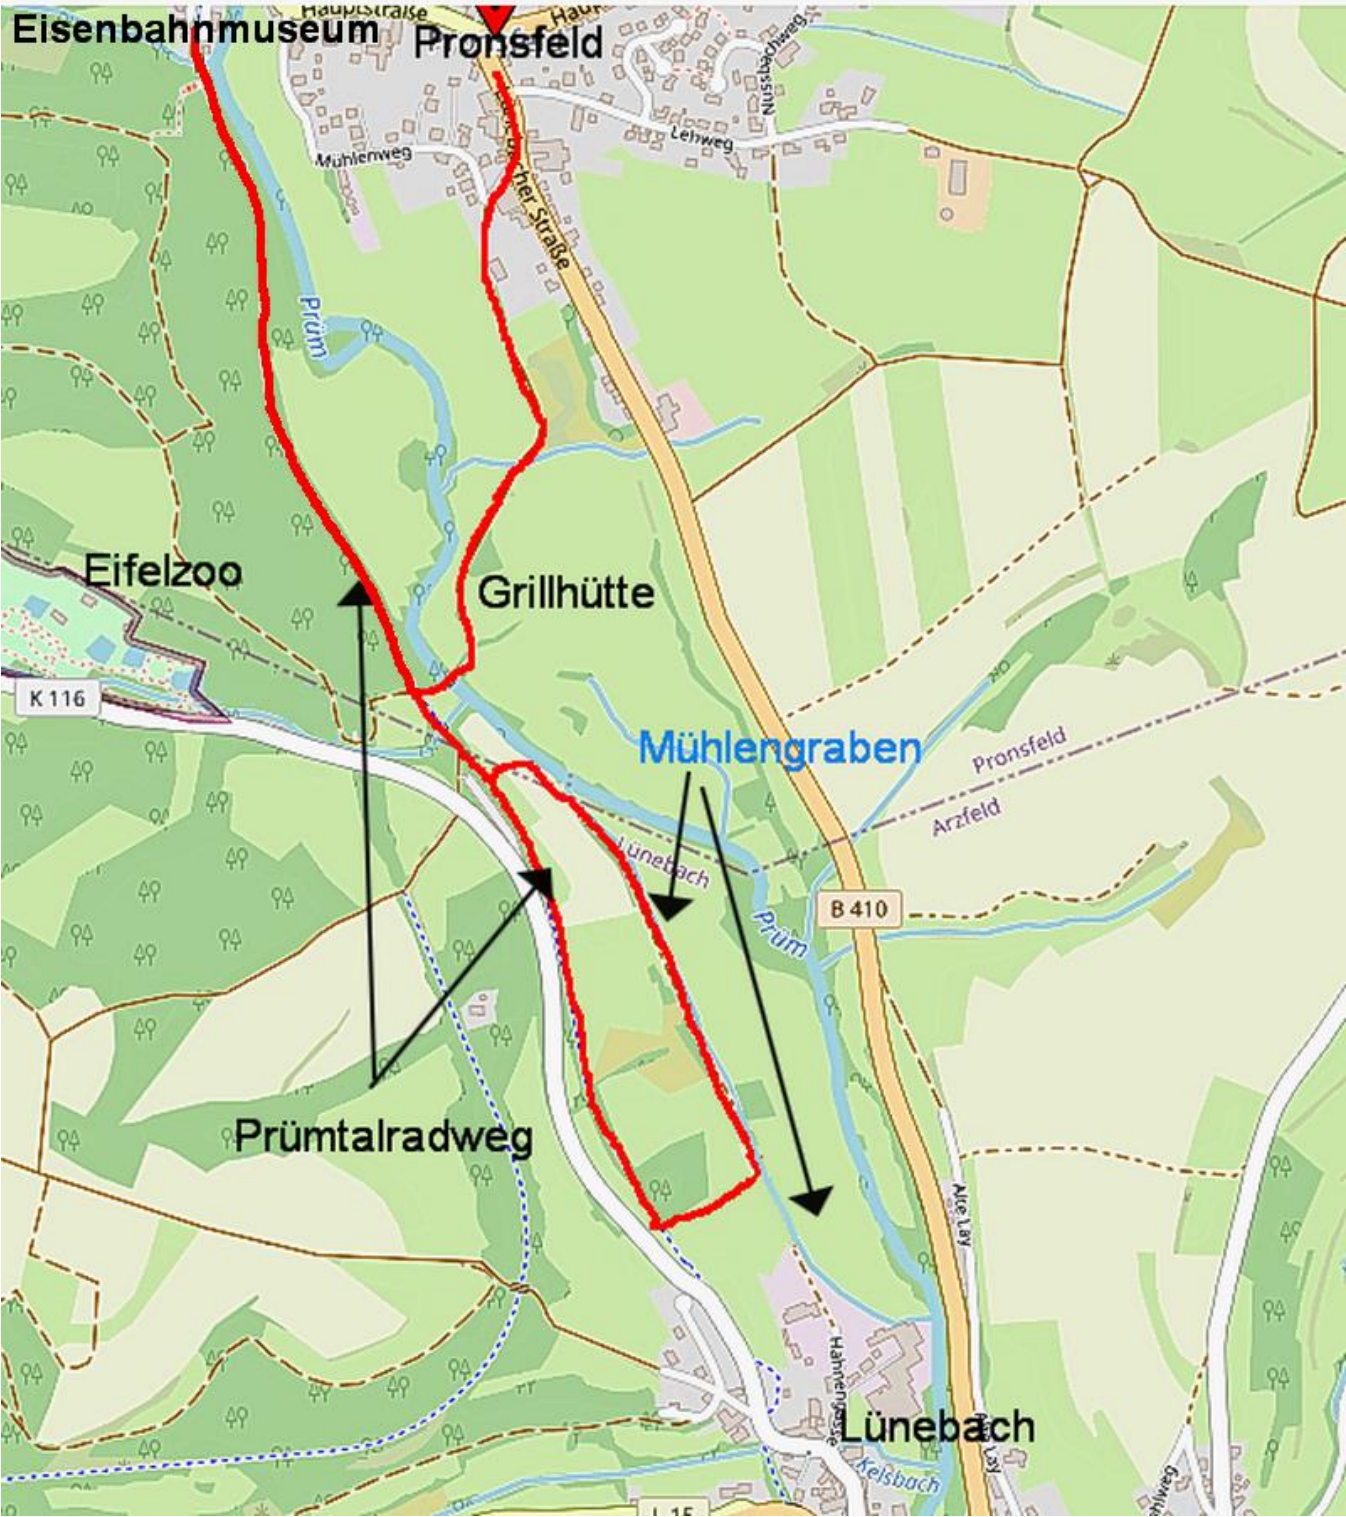 Hauptstraße
Eisenbahnmuseum
Pronsfeld
Nussbachweg
Lehweg
Mühlenweg
Prüm
Eifelzoo
Grillhütte
K 116
Mühlengraben
Pronsfeld
Arzfeld
Lünebach
B 410
Prüm
Prümtalradweg
Alte Lay
Hahnengasse
Lünebach
Kelsbach
L 15